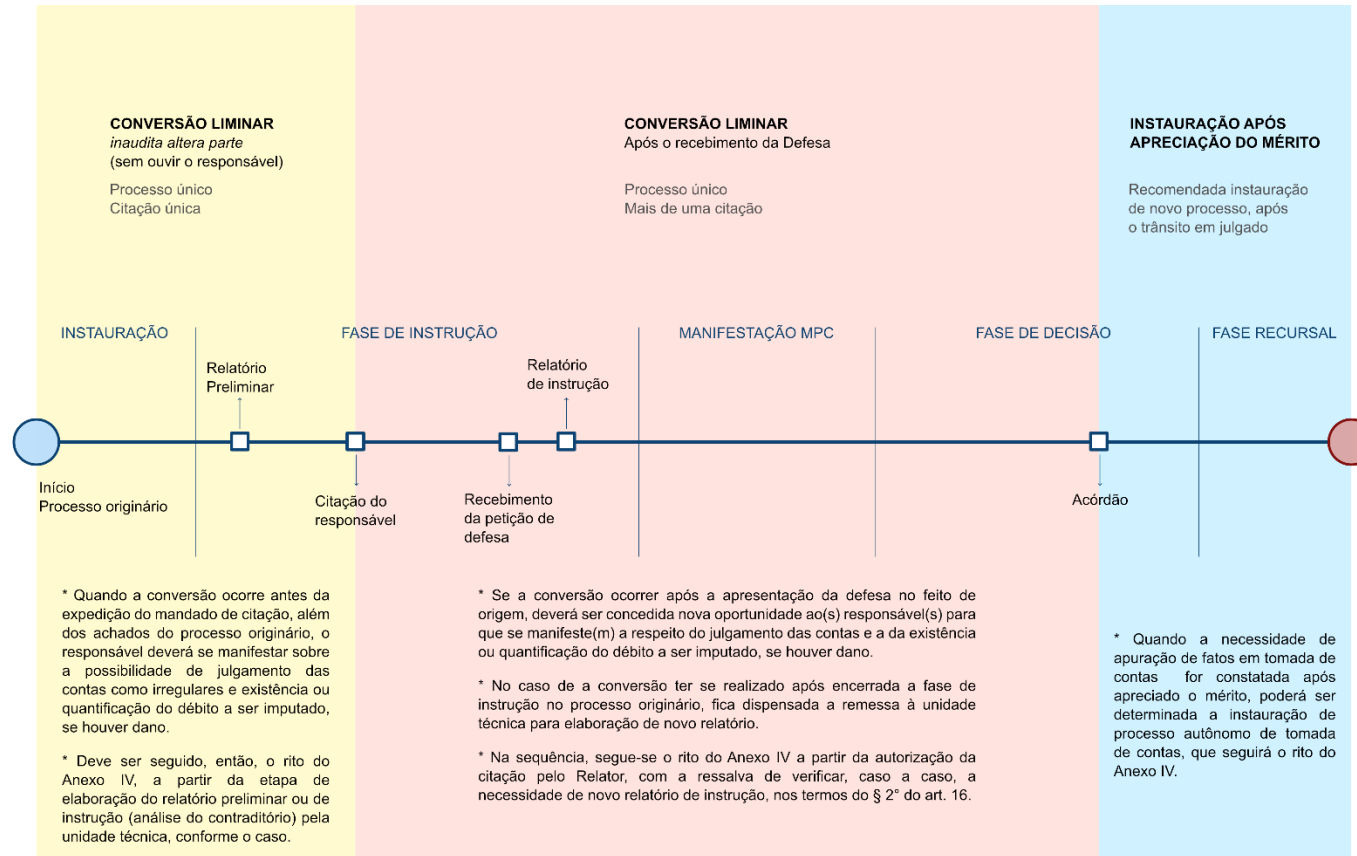 CONVERSÃO LIMINAR
inaudita altera parte
(sem ouvir o responsável)
Processo único
Citação única
CONVERSÃO LIMINAR
Após o recebimento da Defesa
Processo único
Mais de uma citação
INSTAURAÇÃO APÓS
APRECIAÇÃO DO MÉRITO
Recomendada instauração
de novo processo, após
o trânsito em julgado
INSTAURAÇÃO
FASE DE INSTRUÇÃO
MANIFESTAÇÃO MPC
FASE DE DECISÃO
FASE RECURSAL
Relatório
Preliminar
Relatório
de instrução
Início
Processo originário
Citação do
responsável
Recebimento
da petição de
defesa
Acórdão
* Quando a conversão ocorre antes da
expedição do mandado de citação, além
dos achados do processo originário, o
responsável deverá se manifestar sobre
a possibilidade de julgamento das
contas como irregulares e existência ou
quantificação do débito a ser imputado,
se houver dano.
* Deve ser seguido, então, o rito do
Anexo IV, a partir da etapa de
elaboração do relatório preliminar ou de
instrução (análise do contraditório) pela
unidade técnica, conforme o caso.
* Se a conversão ocorrer após a apresentação da defesa no feito de
origem, deverá ser concedida nova oportunidade ao(s) responsável(s) para
que se manifeste(m) a respeito do julgamento das contas e a da existência
ou quantificação do débito a ser imputado, se houver dano.
* No caso de a conversão ter se realizado após encerrada a fase de
instrução no processo originário, fica dispensada a remessa à unidade
técnica para elaboração de novo relatório.
* Na sequência, segue-se o rito do Anexo IV a partir da autorização da
citação pelo Relator, com a ressalva de verificar, caso a caso, a
necessidade de novo relatório de instrução, nos termos do § 2° do art. 16.
* Quando a necessidade de
apuração de fatos em tomada de
contas for constatada após
apreciado o mérito, poderá ser
determinada a instauração de
processo autônomo de tomada
de contas, que seguirá o rito do
Anexo IV.